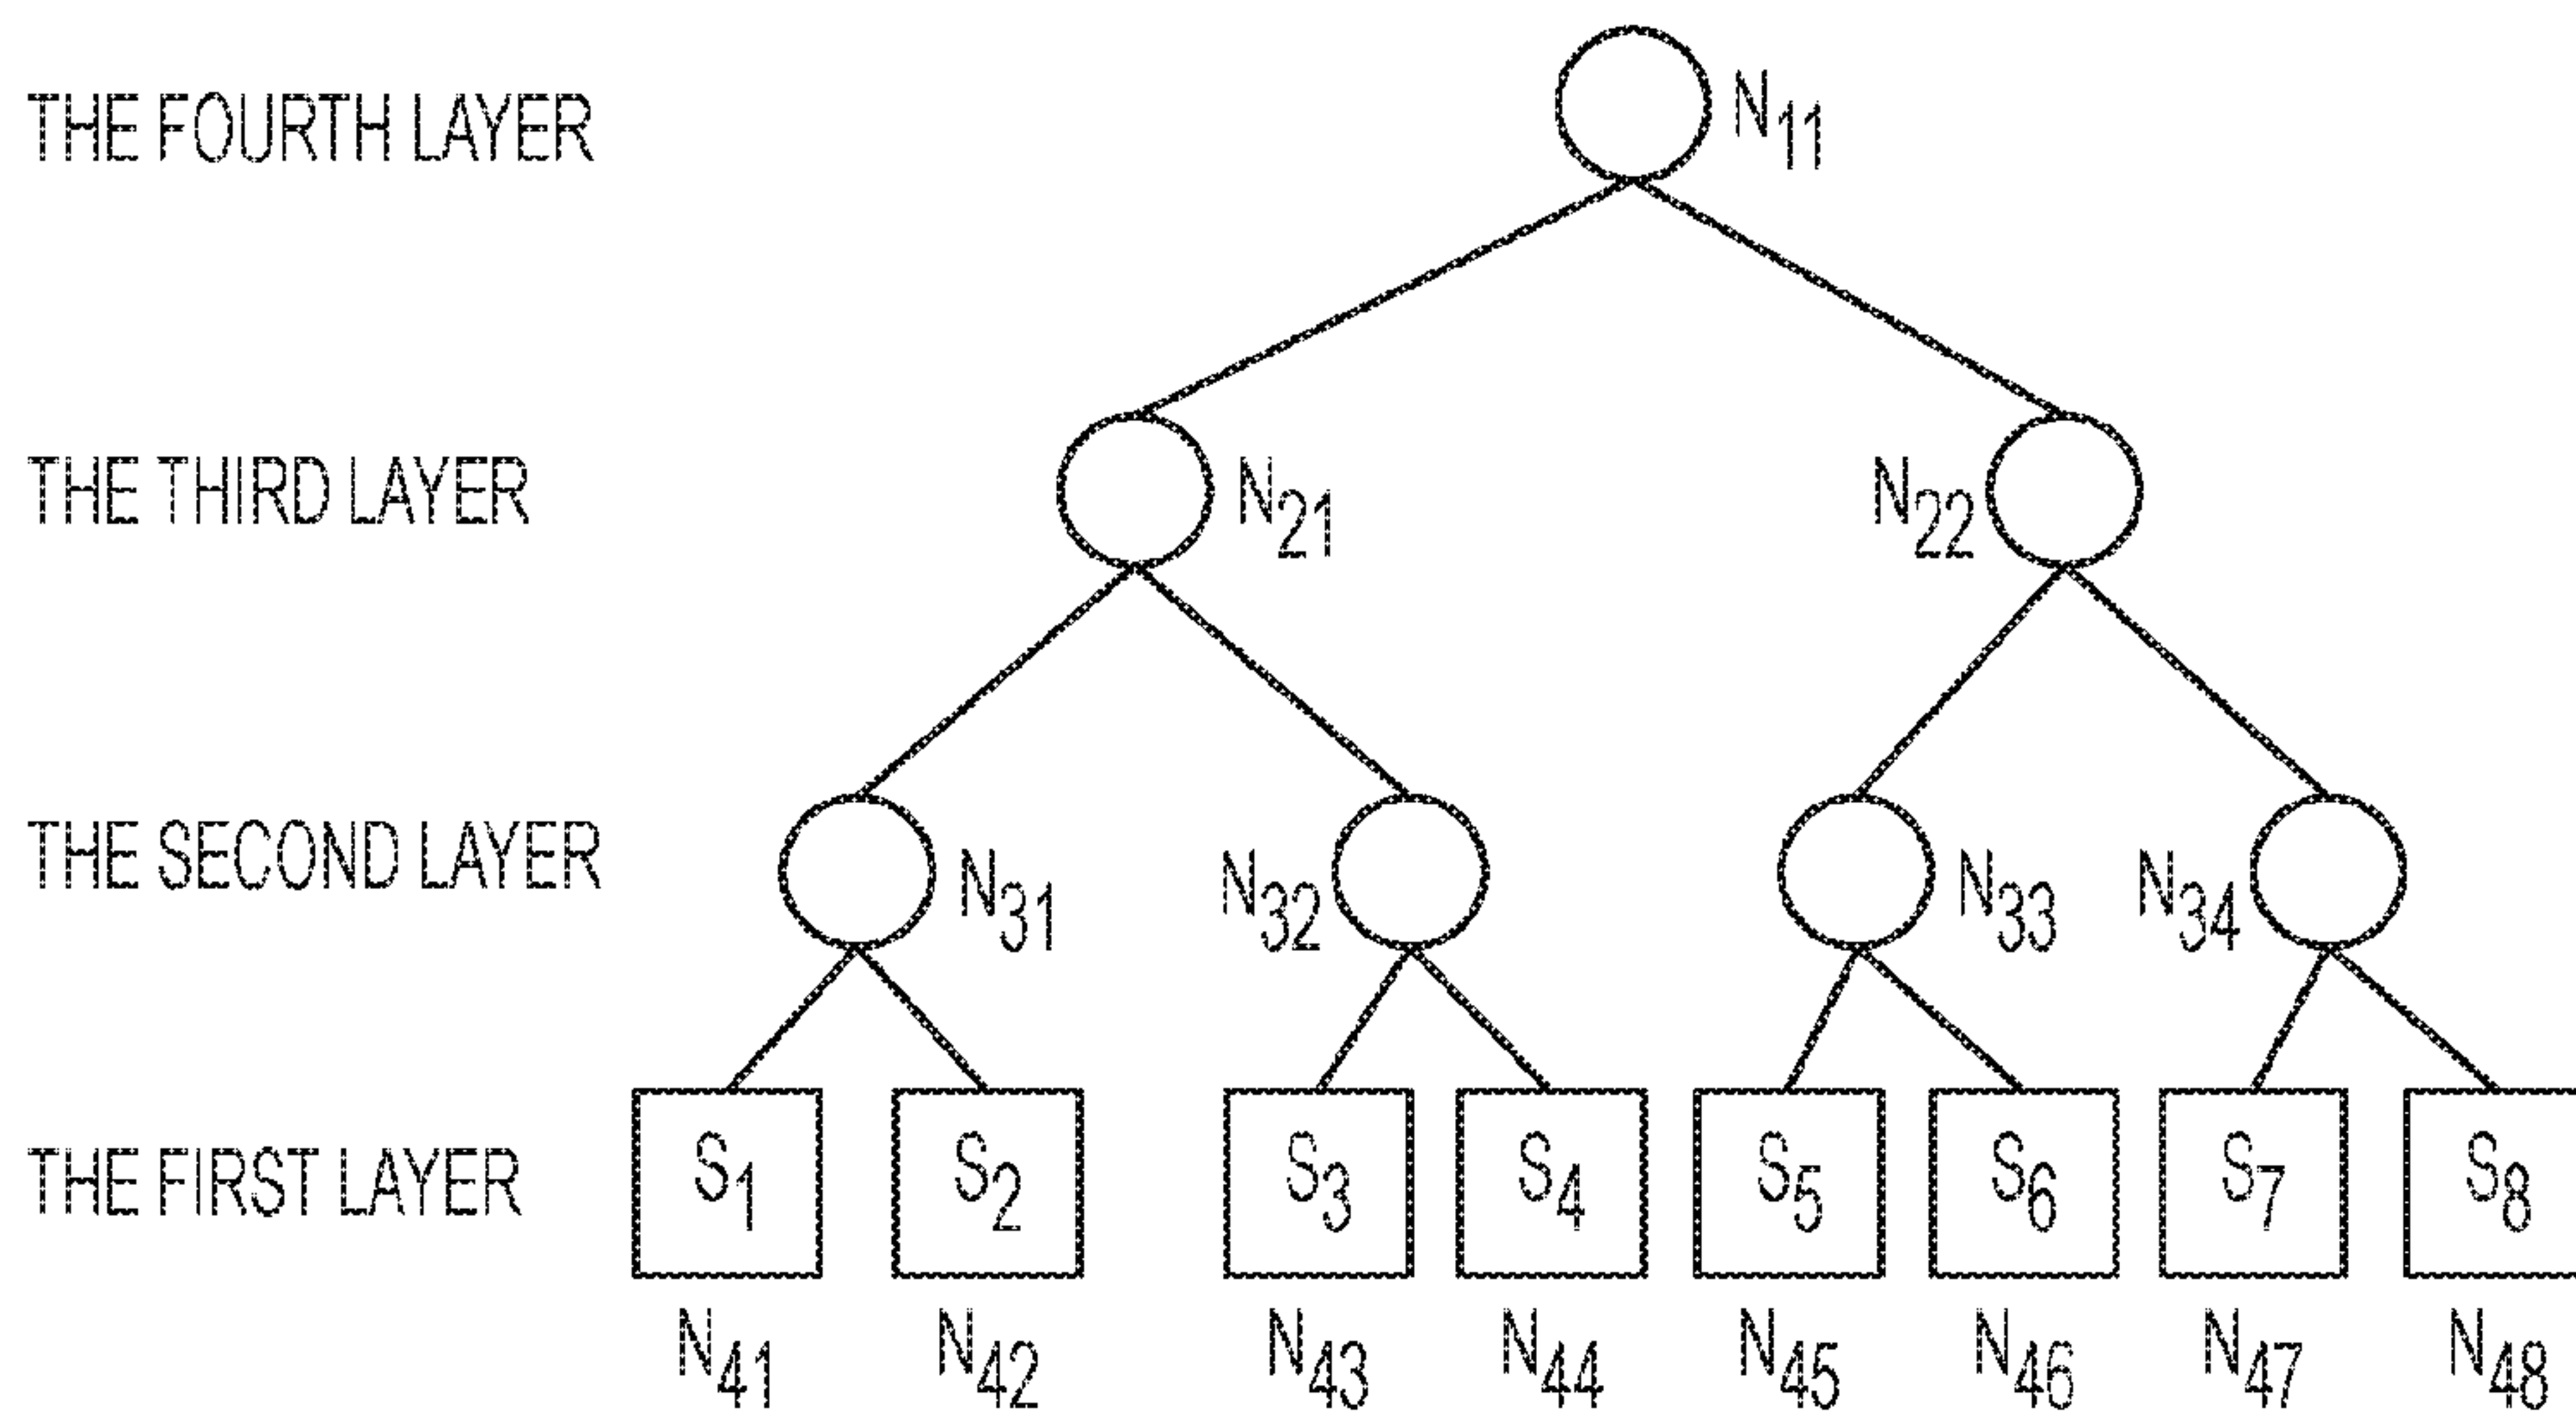 THE FOURTH LAYER N11
THE THIRD LAYER N21 N22
THE SECOND LAYER N31 N32 N33 N34
THE FIRST LAYER S1 S2 S3 S4 S5 S6 S7 S8
N41 N42 N43 N44 N45 N46 N47 N48